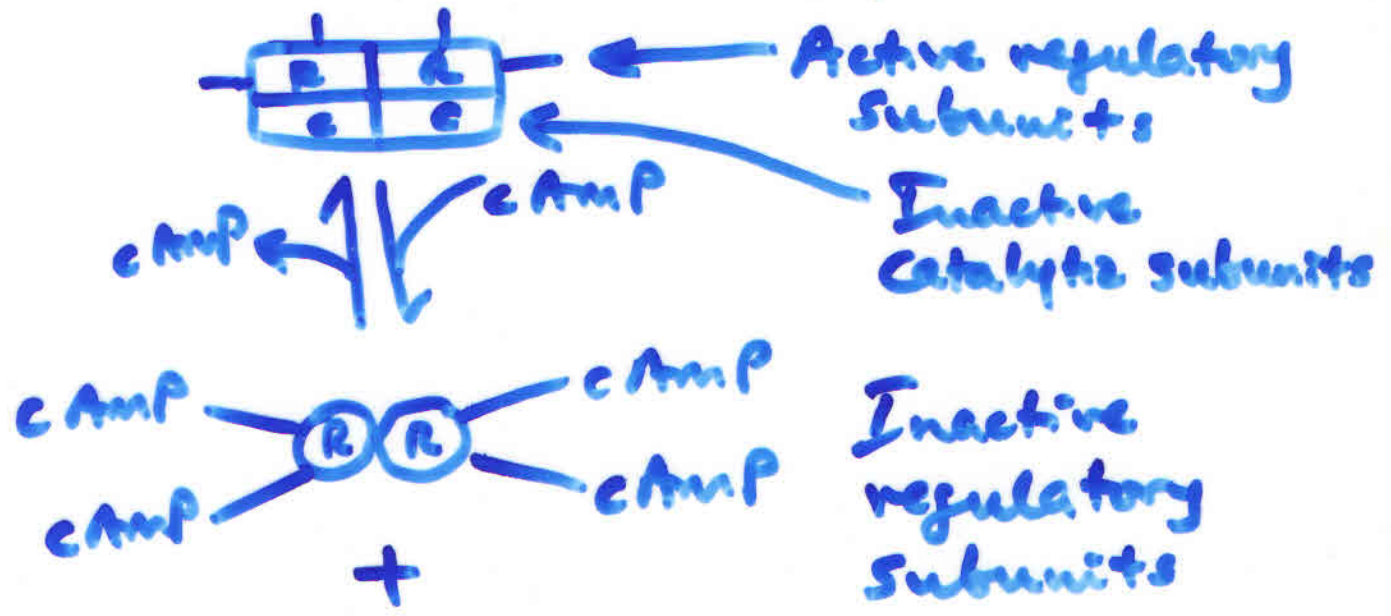 R R
C C
Active regulatory
subunits
cAMP
cAMP
Inactive
Catalytic subunits
cAMP
cAMP
R R
cAMP
cAMP
Inactive
regulatory
subunits
+